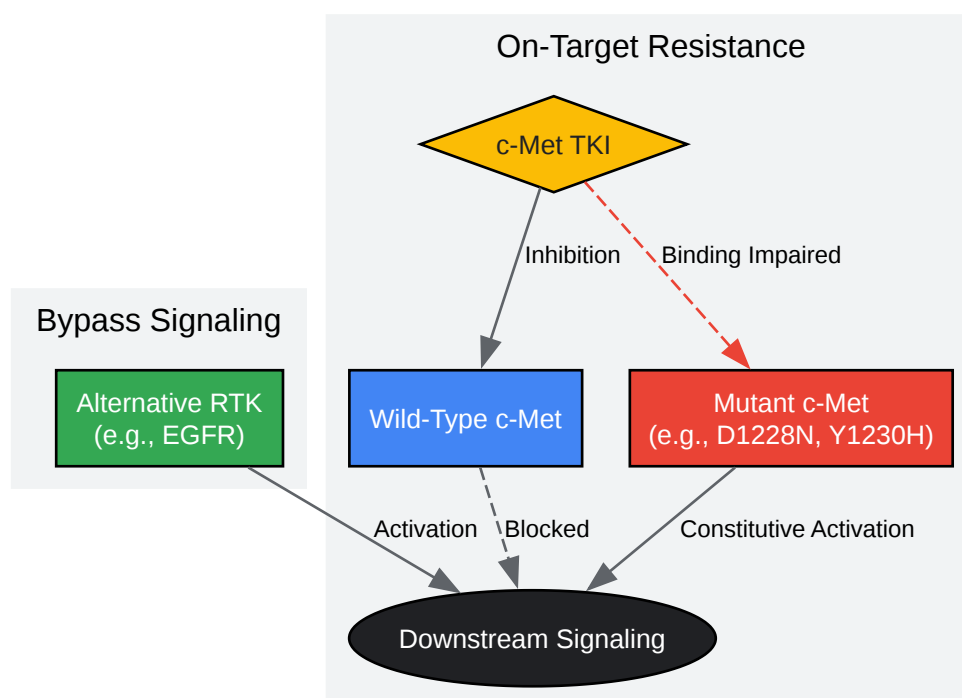 On-Target Resistance
c-Met TKI
Inhibition
Binding Impaired
Bypass Signaling
Alternative RTK
(e.g., EGFR)
Wild-Type c-Met
Mutant c-Met
(e.g., D1228N, Y1230H)
Activation
Blocked
Constitutive Activation
Downstream Signaling